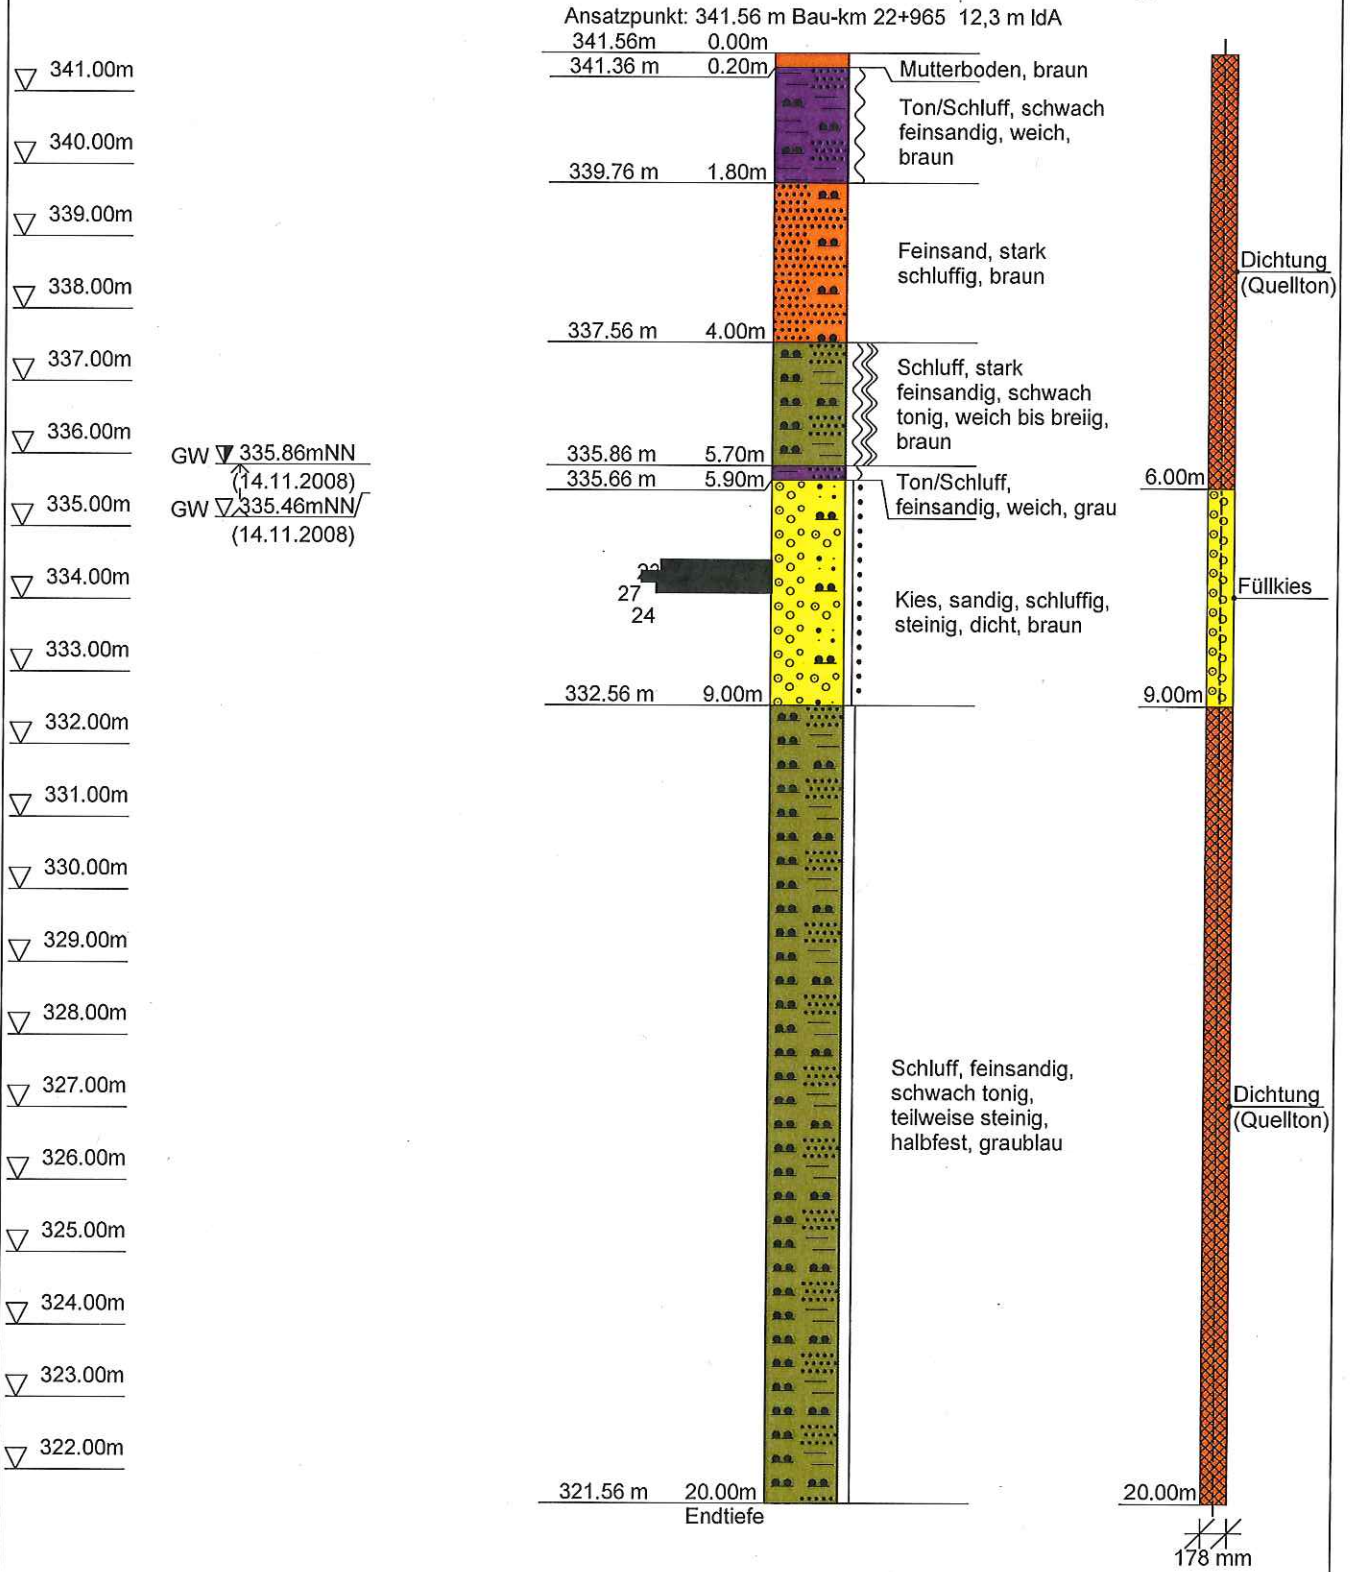 Ansatzpunkt: 341.56 m Bau-km 22+965 12,3 m ldA
341.56m 0.00m
341.36 m 0.20m
Mutterboden, braun
Ton/Schluff, schwach
feinsandig, weich,
braun
339.76 m 1.80m
Feinsand, stark
schluffig, braun
337.56 m 4.00m
Schluff, stark
feinsandig, schwach
tonig, weich bis breiig,
braun
335.86 m 5.70m
335.66 m 5.90m
Ton/Schluff,
feinsandig, weich, grau
27
24
Kies, sandig, schluffig,
steinig, dicht, braun
332.56 m 9.00m
Schluff, feinsandig,
schwach tonig,
teilweise steinig,
halbfest, graublau
321.56 m 20.00m
Endtiefe
341.00m
340.00m
339.00m
338.00m
337.00m
336.00m
335.00m
334.00m
333.00m
332.00m
331.00m
330.00m
329.00m
328.00m
327.00m
326.00m
325.00m
324.00m
323.00m
322.00m
GW 335.86mNN
(14.11.2008)
GW 335.46mNN
(14.11.2008)
Dichtung
(Quellton)
6.00m
Füllkies
9.00m
Dichtung
(Quellton)
20.00m
178 mm